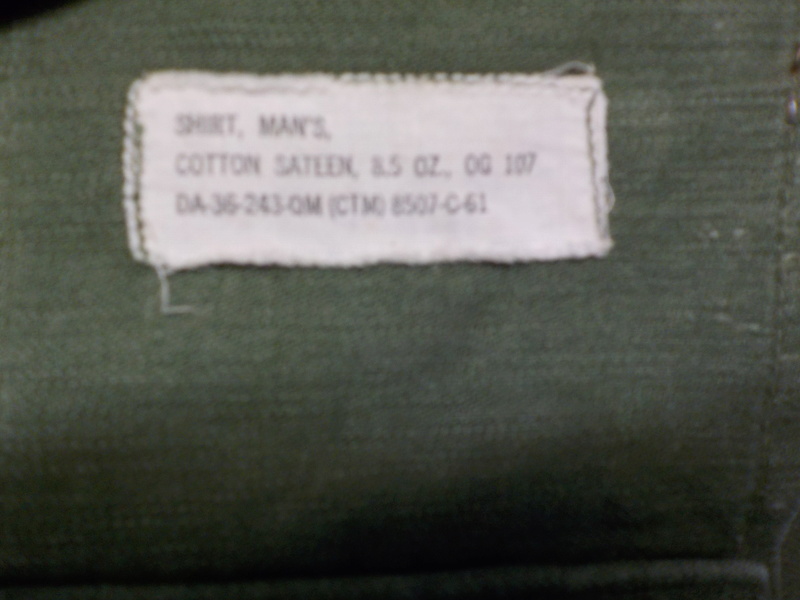 SHIRT, MAN'S,
COTTON SATEEN, 8.5 OZ., OG 107
DA-36-243-QM (CTM) 8507-C-61